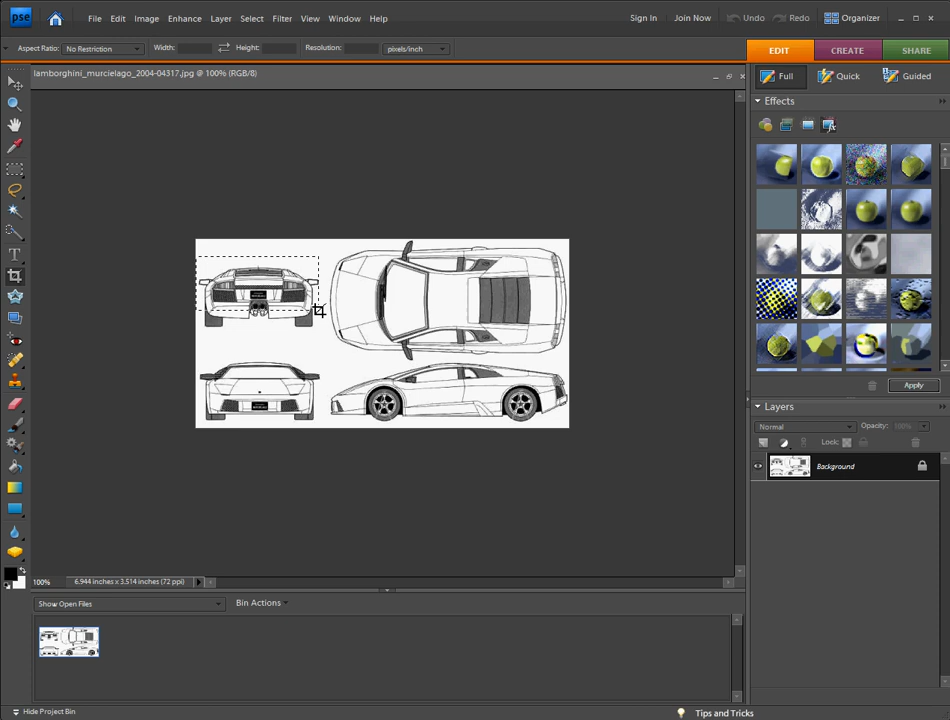 pse File Edit Image Enhance Layer Select Filter View Window Help Sign In Join Now Undo Redo Organizer
Aspect Ratio: No Restriction Width: Height: Resolution: pixels/inch
EDIT CREATE SHARE
lamborghini_murcielago_2004-04317.jpg @ 100% (RGB/8)
Full Quick Guided
Effects
Apply
Layers
Normal Opacity: 100%
Lock:
Background
100% 6.944 inches x 3.514 inches (72 ppi)
Show Open Files Bin Actions
Hide Project Bin Tips and Tricks